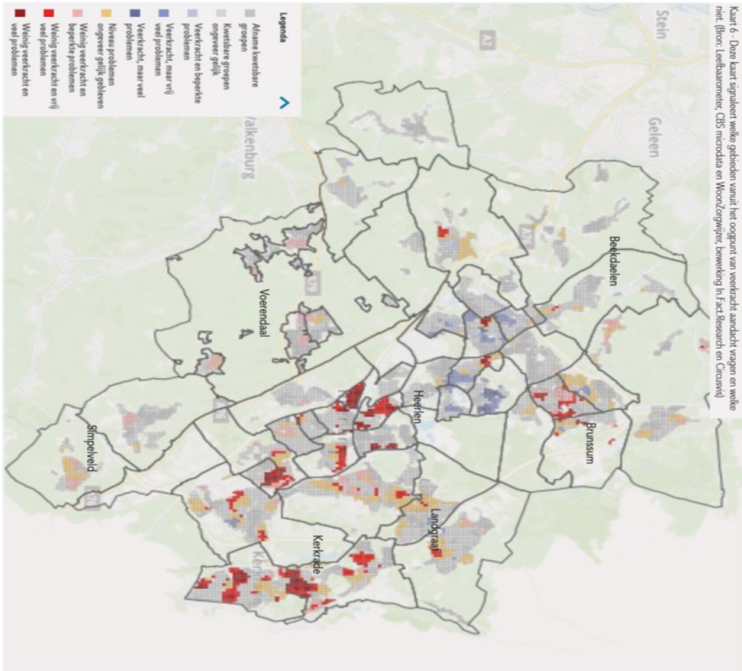 Kaart 6 - Deze kaart signaleert welke gebieden vanuit het oogpunt van veerkracht aandacht vragen en welke
niet. (Bron: Leefbaarometer, CBS microdata en WoonZorgwijzer, bewerking In.Fact.Research en Circusvis)
Stein
Geleen
A2
Beekdaelen
Brunssum
Valkenburg
A76
Voerendaal
Heerlen
Landgraaf
Kerkrade
Simpelveld
Legenda
Afname kwetsbare
groepen
Kwetsbare groepen
ongeveer gelijk
Veerkracht en beperkte
problemen
Veerkracht, maar vrij
veel problemen
Veerkracht, maar veel
problemen
Niveau problemen
ongeveer gelijk gebleven
Weinig veerkracht en
beperkte problemen
Weinig veerkracht en vrij
veel problemen
Weinig veerkracht en
veel problemen